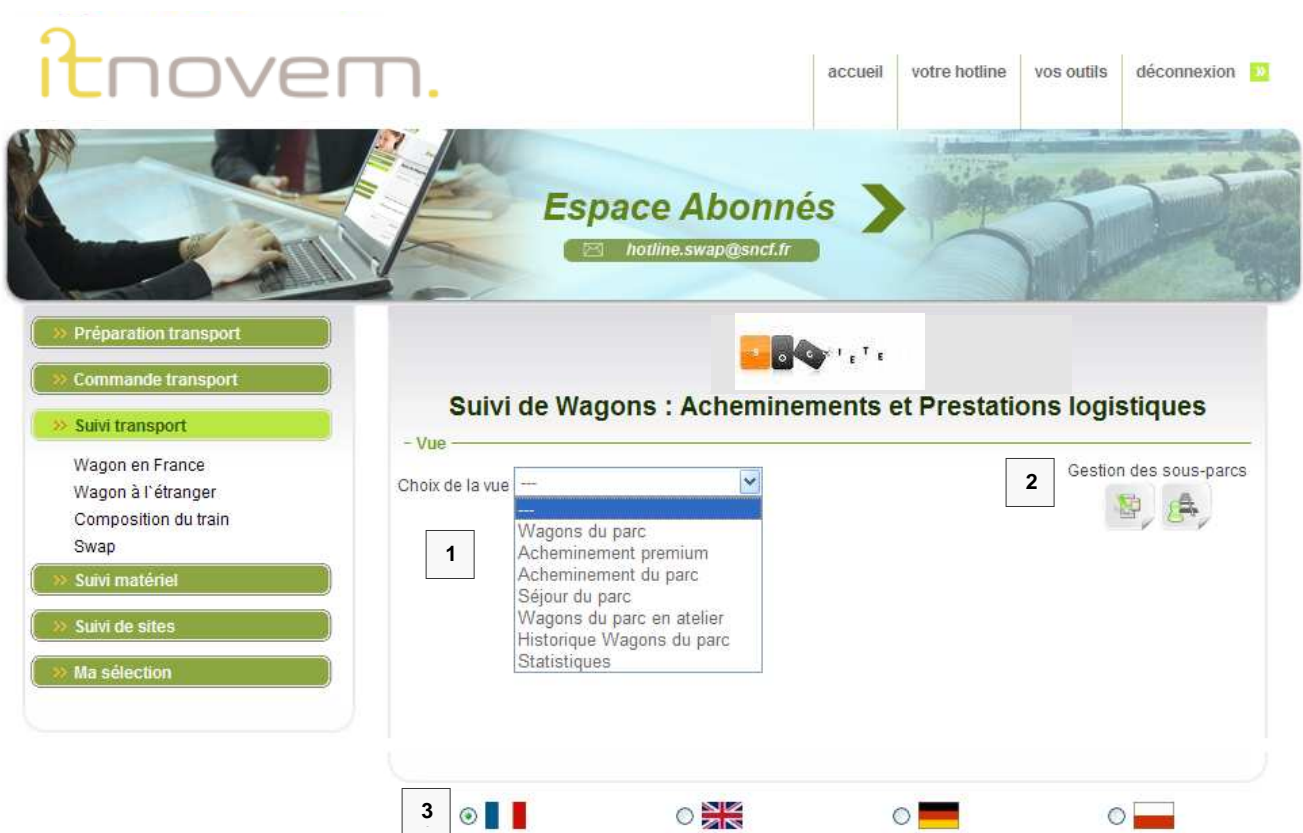 itnovem.
accueil votre hotline vos outils déconnexion
Espace Abonnés
hotline.swap@sncf.fr
Préparation transport
Commande transport
Suivi transport
Wagon en France
Wagon à l`étranger
Composition du train
Swap
Suivi matériel
Suivi de sites
Ma sélection
SOCIETE
Suivi de Wagons : Acheminements et Prestations logistiques
Vue
Choix de la vue ---
---
Wagons du parc
Acheminement premium
Acheminement du parc
Séjour du parc
Wagons du parc en atelier
Historique Wagons du parc
Statistiques
1
2
Gestion des sous-parcs
3